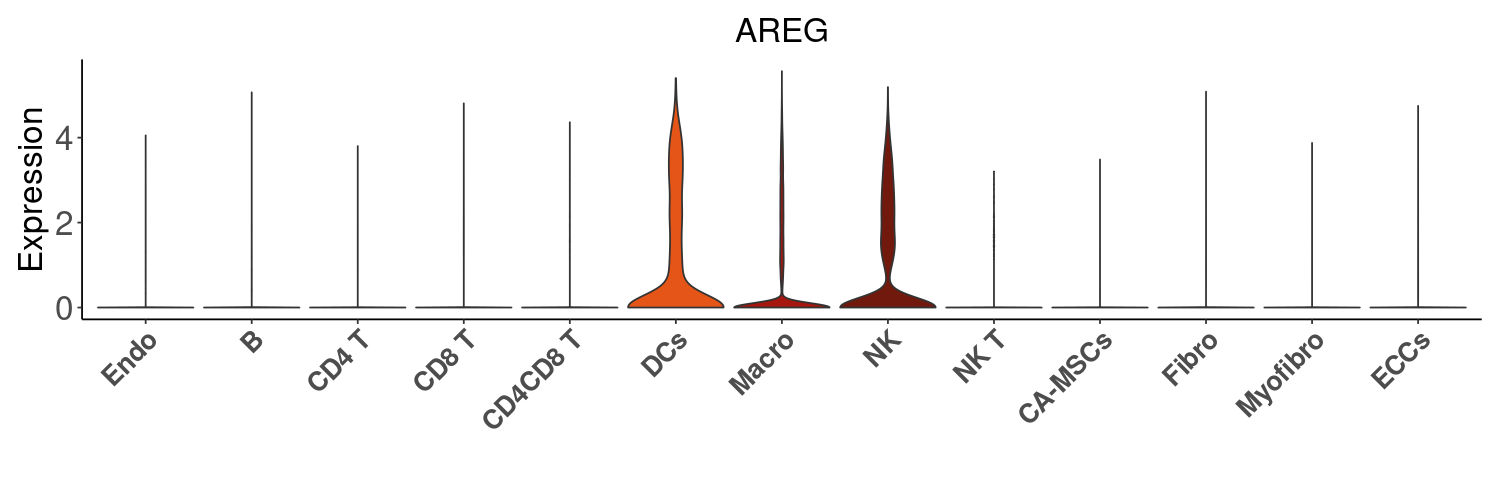 AREG
Expression
4
2
0
Endo
B
CD4 T
CD8 T
CD4CD8 T
DCs
Macro
NK
NK T
CA-MSCs
Fibro
Myofibro
ECCs